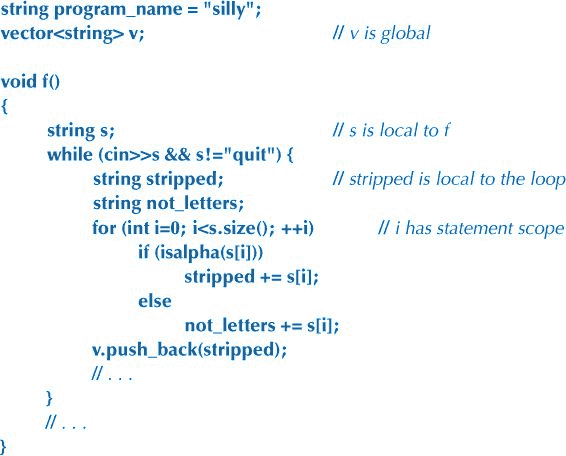 string program_name = "silly";
vector<string> v; // v is global
void f()
{
string s; // s is local to f
while (cin>>s && s!="quit") {
string stripped; // stripped is local to the loop
string not_letters;
for (int i=0; i<s.size(); ++i) // i has statement scope
if (isalpha(s[i]))
stripped += s[i];
else
not_letters += s[i];
v.push_back(stripped);
// . . .
}
// . . .
}